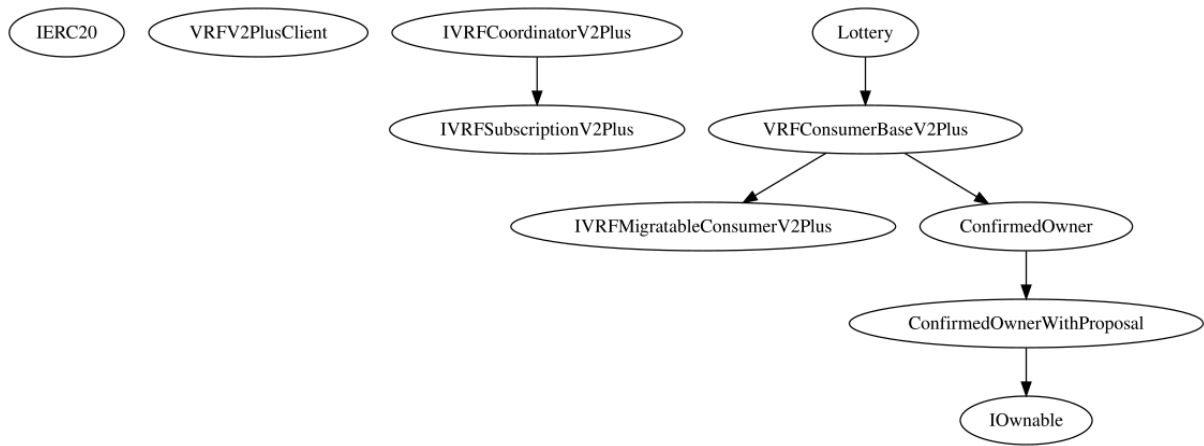 IERC20
VRFV2PlusClient
IVRFCoordinatorV2Plus
Lottery
IVRFSubscriptionV2Plus
VRFConsumerBaseV2Plus
IVRFMigratableConsumerV2Plus
ConfirmedOwner
ConfirmedOwnerWithProposal
IOwnable